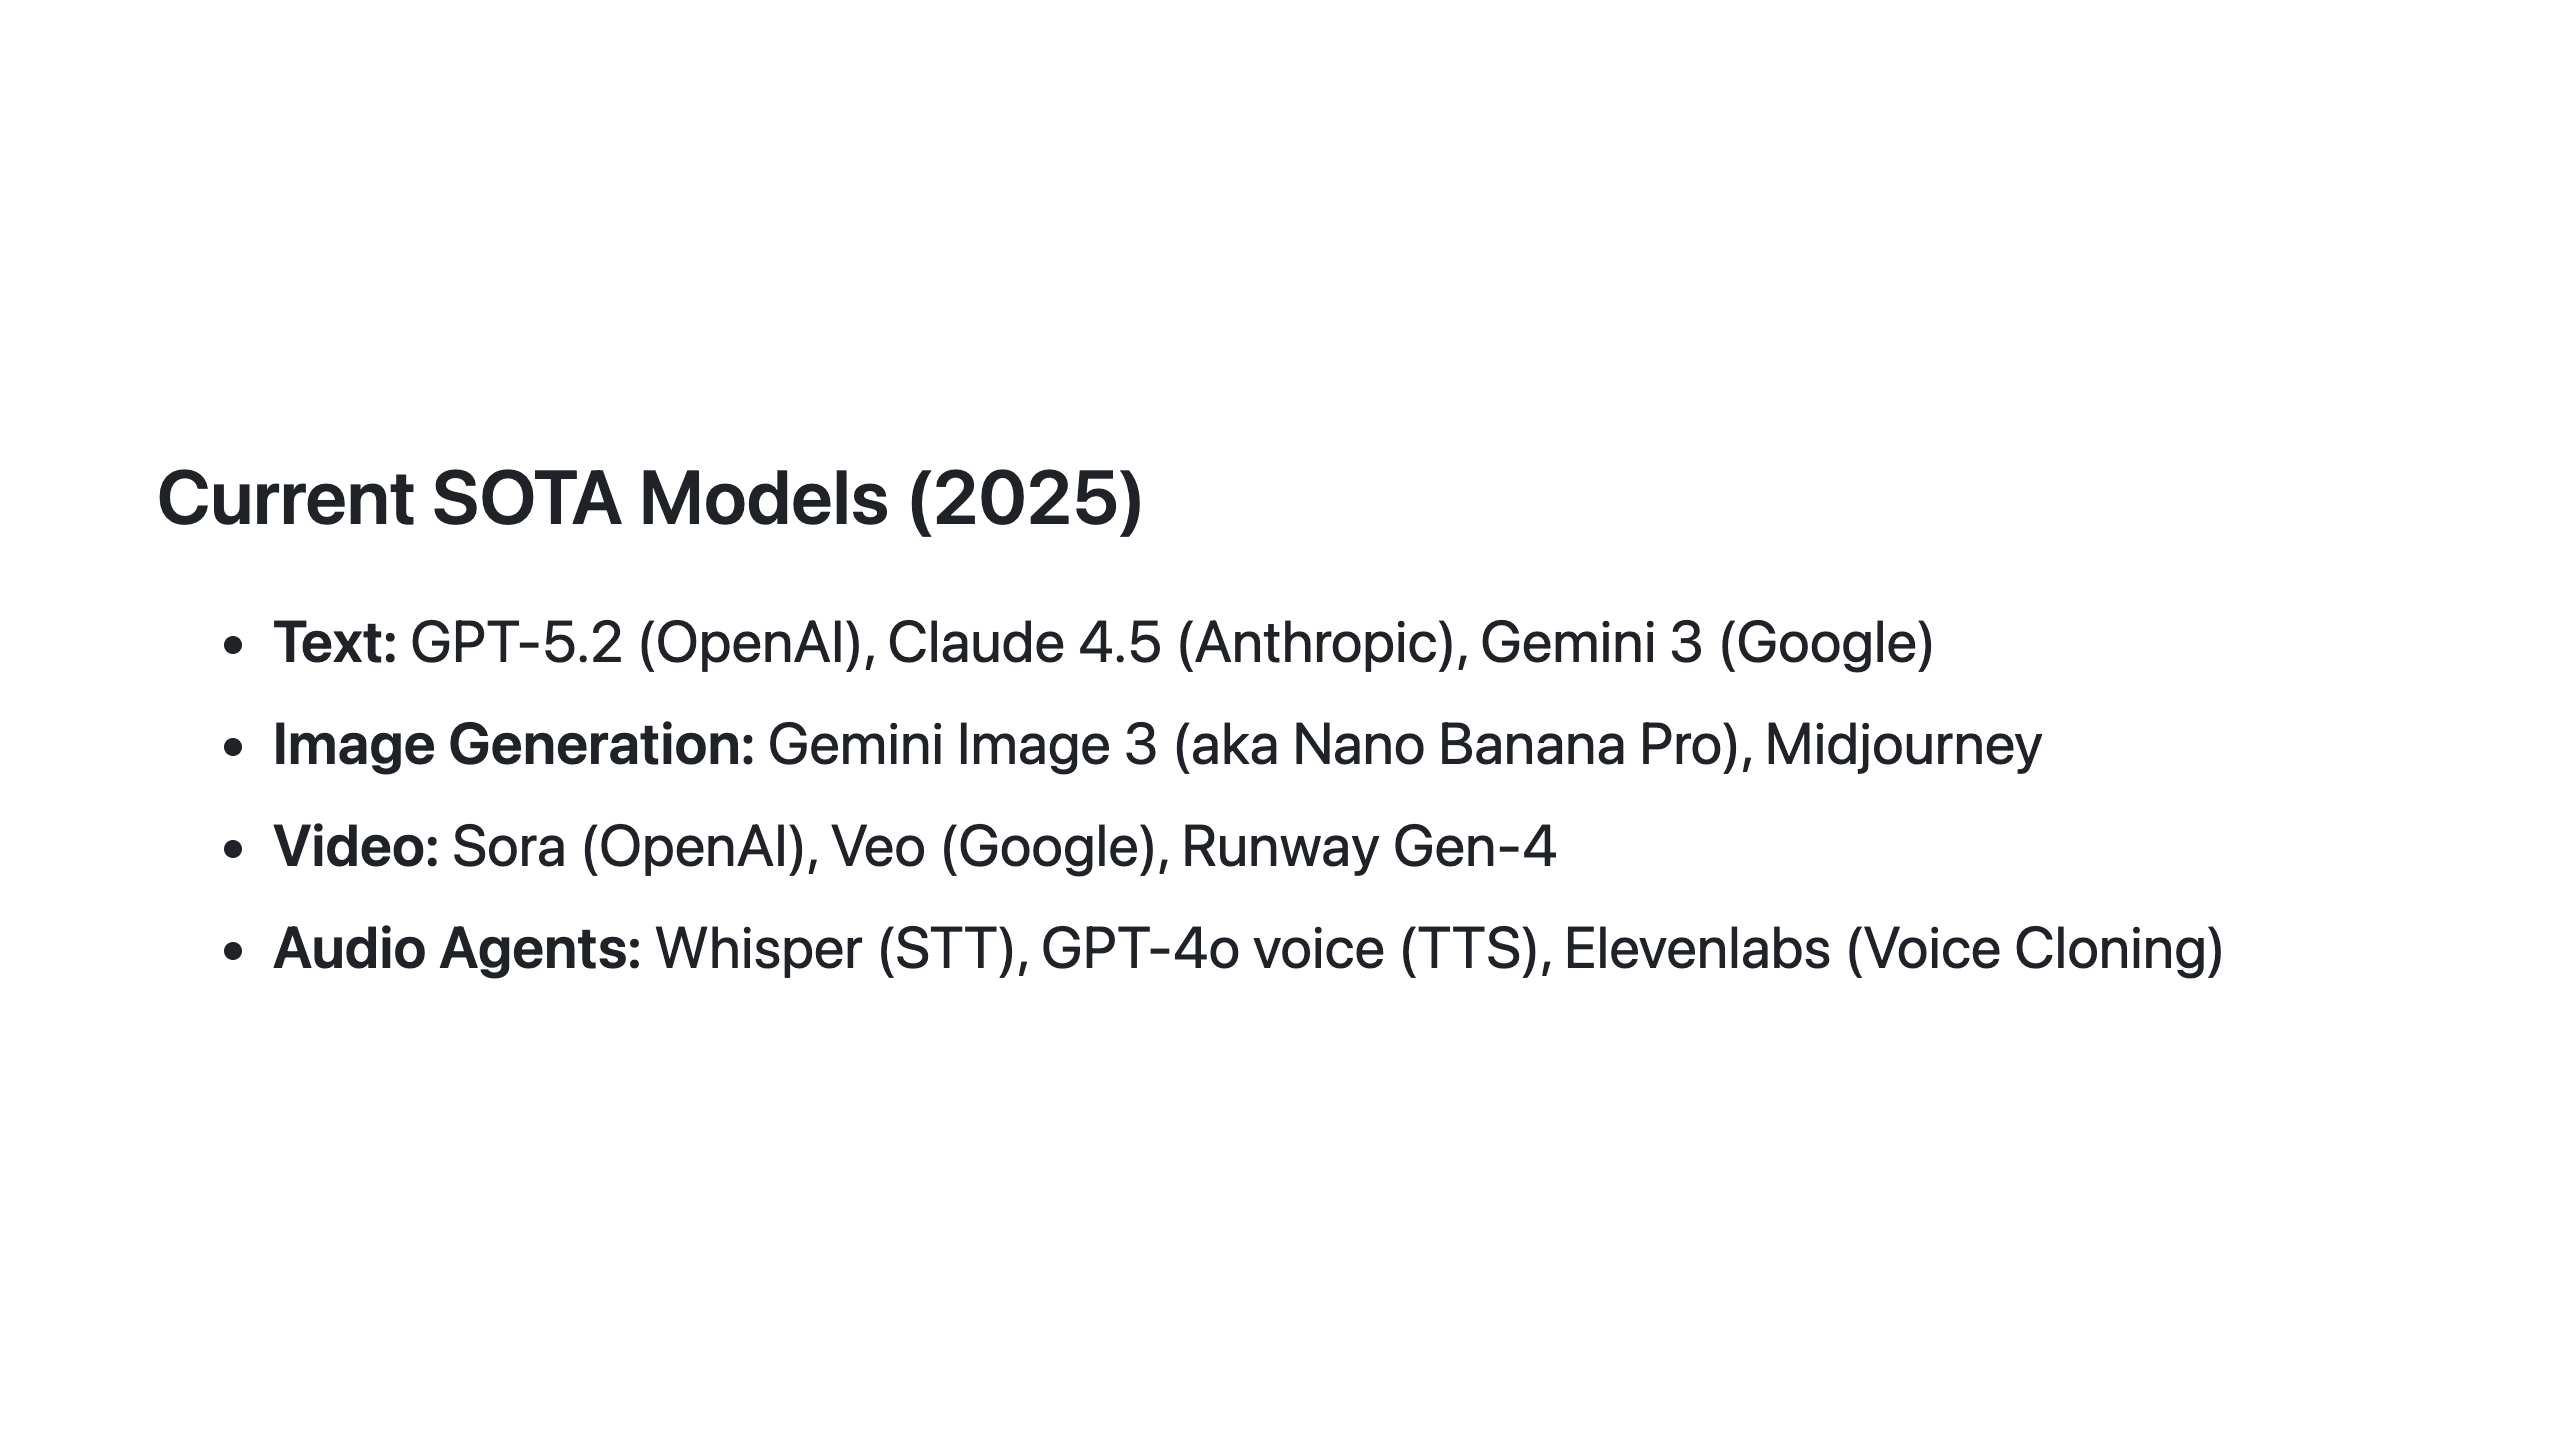 Current SOTA Models (2025)
• Text: GPT-5.2 (OpenAI), Claude 4.5 (Anthropic), Gemini 3 (Google)
• Image Generation: Gemini Image 3 (aka Nano Banana Pro), Midjourney
• Video: Sora (OpenAI), Veo (Google), Runway Gen-4
• Audio Agents: Whisper (STT), GPT-4o voice (TTS), Elevenlabs (Voice Cloning)